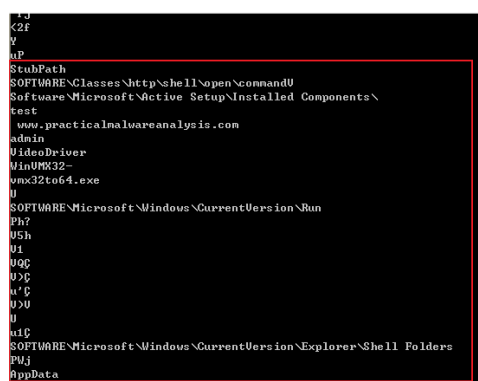 <2f
Y
uP
StubPath
SOFTWARE\Classes\http\shell\open\commandV
Software\Microsoft\Active Setup\Installed Components\
test
www.practicalmalwareanalysis.com
admin
VideoDriver
WinVMX32-
vmx32to64.exe
U
SOFTWARE\Microsoft\Windows\CurrentVersion\Run
Ph?
V5h
V1
VQÇ
V>Ç
u'Ç
V>V
U
u1Ç
SOFTWARE\Microsoft\Windows\CurrentVersion\Explorer\Shell Folders
PWj
AppData